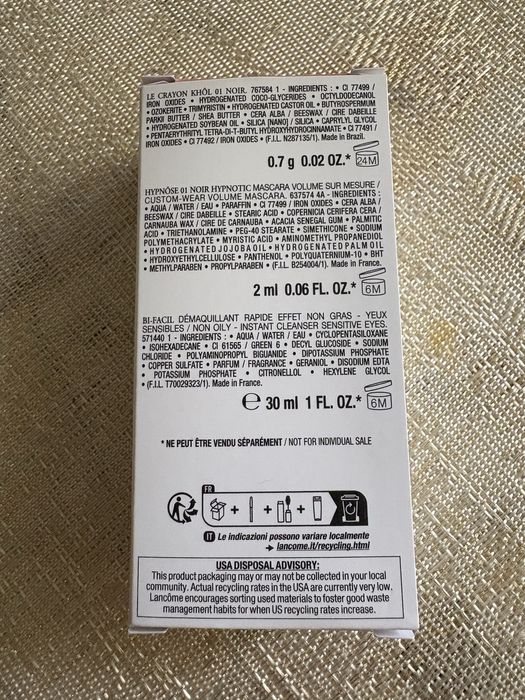 LE CRAYON KHÔL 01 NOIR. 767584 1 - INGREDIENTS : • CI 77499 /
IRON OXIDES • HYDROGENATED COCO-GLYCERIDES • OCTYLDODECANOL
• OZOKERITE • TRIMYRISTIN • HYDROGENATED CASTOR OIL • BUTYROSPERMUM
PARKII BUTTER / SHEA BUTTER • CERA ALBA / BEESWAX / CIRE DABEILLE
• HYDROGENATED SOYBEAN OIL • SILICA [NANO] / SILICA • CAPRYLYL GLYCOL
• PENTAERYTHRITYL TETRA-DI-T-BUTYL HYDROXYHYDROCINNAMATE • CI 77491 /
IRON OXIDES • CI 77492 / IRON OXIDES • (F.I.L. N287135/1). Made in Brazil.
0.7 g 0.02 OZ.* 24M
HYPNÔSE 01 NOIR HYPNOTIC MASCARA VOLUME SUR MESURE /
CUSTOM-WEAR VOLUME MASCARA. 637574 4A - INGREDIENTS :
• AQUA / WATER / EAU • PARAFFIN • CI 77499 / IRON OXIDES • CERA ALBA /
BEESWAX / CIRE DABEILLE • STEARIC ACID • COPERNICIA CERIFERA CERA /
CARNAUBA WAX / CIRE DE CARNAUBA • ACACIA SENEGAL GUM • PALMITIC
ACID • TRIETHANOLAMINE • PEG-40 STEARATE • SIMETHICONE • SODIUM
POLYMETHACRYLATE • MYRISTIC ACID • AMINOMETHYL PROPANEDIOL
• HYDROGENATED JOJOBA OIL • HYDROGENATED PALM OIL
• HYDROXYETHYLCELLULOSE • PANTHENOL • POLYQUATERNIUM-10 • BHT
• METHYLPARABEN • PROPYLPARABEN • (F.I.L. B254004/1). Made in France.
2 ml 0.06 FL. OZ.* 6M
BI-FACIL DÉMAQUILLANT RAPIDE EFFET NON GRAS - YEUX
SENSIBLES / NON OILY - INSTANT CLEANSER SENSITIVE EYES.
571440 1 - INGREDIENTS : • AQUA / WATER / EAU • CYCLOPENTASILOXANE
• ISOHEXADECANE • CI 61565 / GREEN 6 • DECYL GLUCOSIDE • SODIUM
CHLORIDE • POLYAMINOPROPYL BIGUANIDE • DIPOTASSIUM PHOSPHATE
• COPPER SULFATE • PARFUM / FRAGRANCE • GERANIOL • DISODIUM EDTA
• POTASSIUM PHOSPHATE • CITRONELLOL • HEXYLENE GLYCOL
• (F.I.L. T70029323/1). Made in France.
℮ 30 ml 1 FL. OZ.* 6M
* NE PEUT ÊTRE VENDU SÉPARÉMENT / NOT FOR INDIVIDUAL SALE
FR
+ + +
IT Le indicazioni possono variare localmente
→ lancome.it/recycling.html
USA DISPOSAL ADVISORY:
This product packaging may or may not be collected in your local
community. Actual recycling rates in the USA are currently very low.
Lancôme encourages sorting used materials to foster good waste
management habits for when US recycling rates increase.